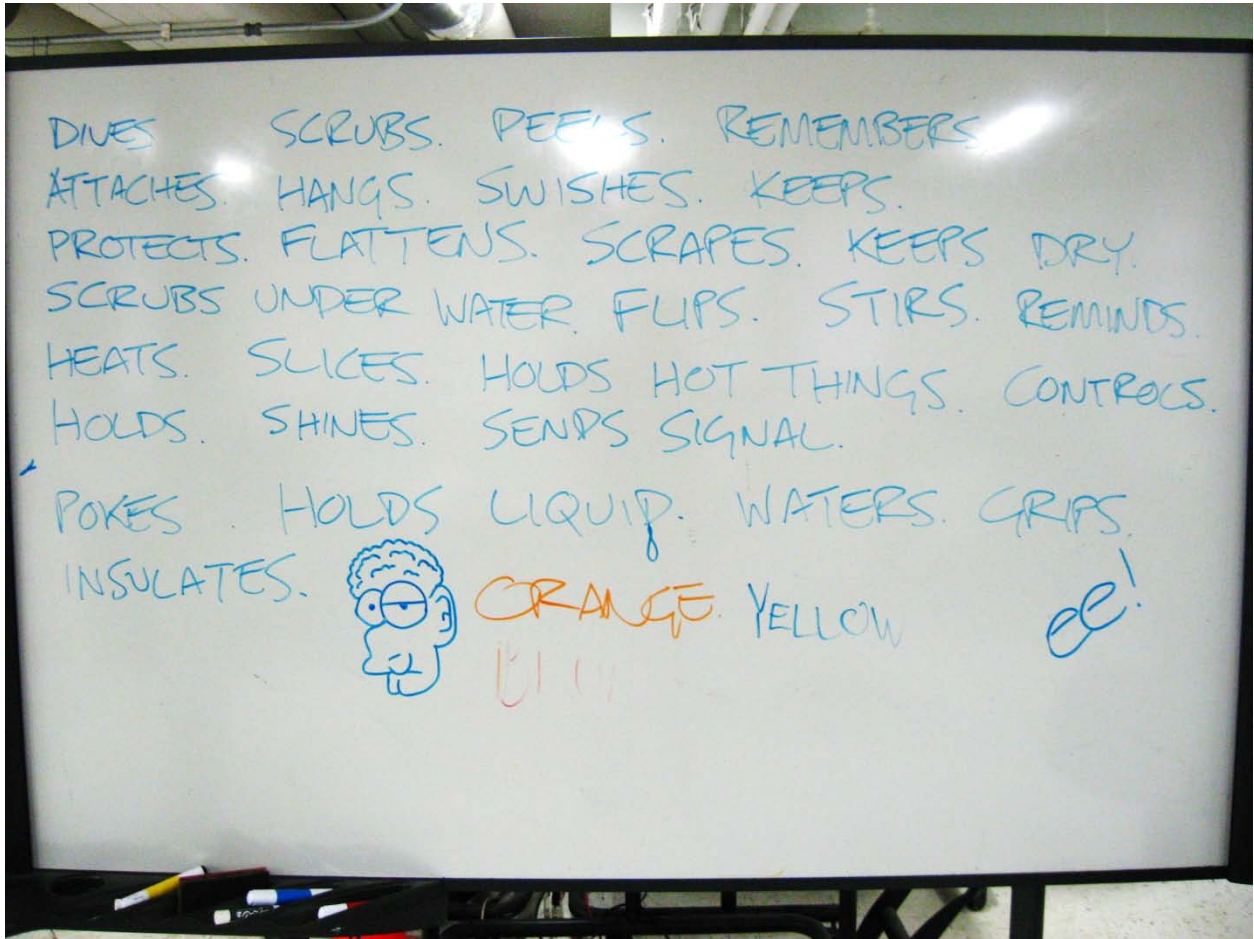 DIVES SCRUBS. PEELS. REMEMBERS
ATTACHES. HANGS. SWISHES. KEEPS.
PROTECTS. FLATTENS. SCRAPES. KEEPS DRY.
SCRUBS UNDER WATER. FLIPS. STIRS. REMINDS.
HEATS. SLICES. HOLDS HOT THINGS. CONTROLS.
HOLDS. SHINES. SENDS SIGNAL.
POKES. HOLDS LIQUID. WATERS. GRIPS.
INSULATES. ORANGE. YELLOW